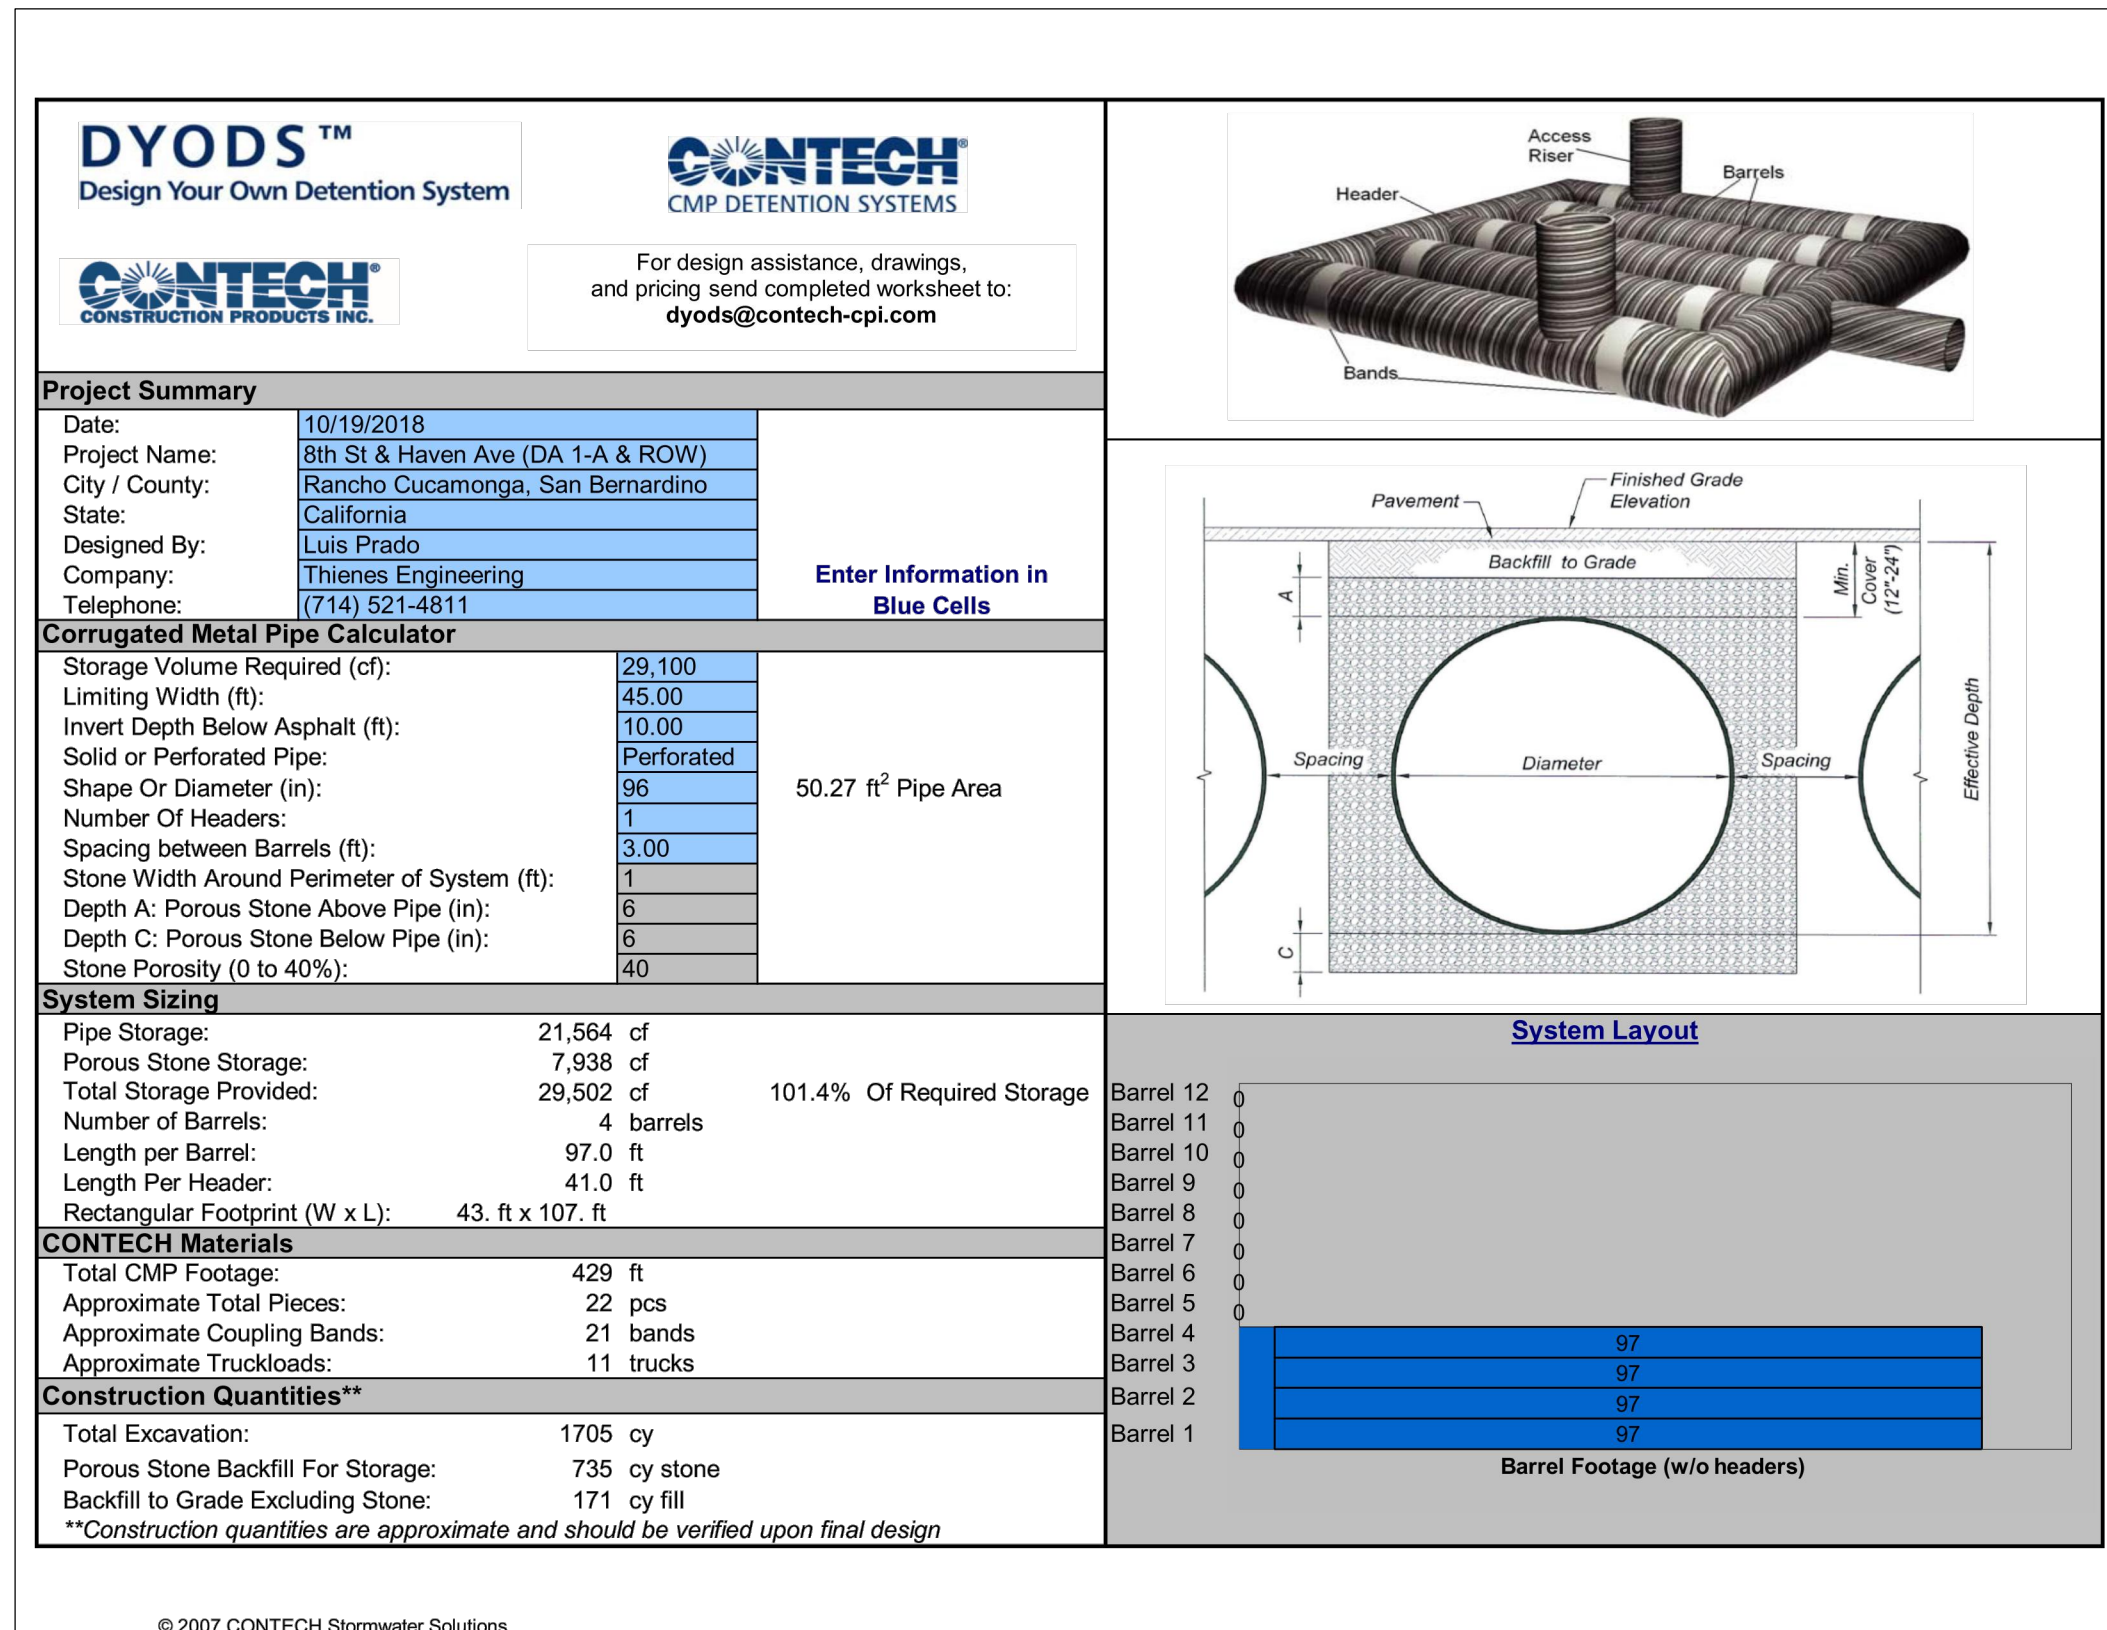 DYODS™
Design Your Own Detention System
CONTECH®
CMP DETENTION SYSTEMS
CONTECH®
CONSTRUCTION PRODUCTS INC.
For design assistance, drawings,
and pricing send completed worksheet to:
dyods@contech-cpi.com
Access
Riser
Barrels
Header
Bands
Project Summary
Date: 10/19/2018
Project Name: 8th St & Haven Ave (DA 1-A & ROW)
City / County: Rancho Cucamonga, San Bernardino
State: California
Designed By: Luis Prado
Company: Thienes Engineering
Telephone: (714) 521-4811
Enter Information in
Blue Cells
Corrugated Metal Pipe Calculator
Storage Volume Required (cf): 29,100
Limiting Width (ft): 45.00
Invert Depth Below Asphalt (ft): 10.00
Solid or Perforated Pipe: Perforated
Shape Or Diameter (in): 96 50.27 ft² Pipe Area
Number Of Headers: 1
Spacing between Barrels (ft): 3.00
Stone Width Around Perimeter of System (ft): 1
Depth A: Porous Stone Above Pipe (in): 6
Depth C: Porous Stone Below Pipe (in): 6
Stone Porosity (0 to 40%): 40
Finished Grade
Elevation
Pavement
Backfill to Grade
A
Min.
Cover
(12"-24")
Spacing
Diameter
Spacing
Effective Depth
C
System Sizing
Pipe Storage: 21,564 cf
Porous Stone Storage: 7,938 cf
Total Storage Provided: 29,502 cf 101.4% Of Required Storage
Number of Barrels: 4 barrels
Length per Barrel: 97.0 ft
Length Per Header: 41.0 ft
Rectangular Footprint (W x L): 43. ft x 107. ft
CONTECH Materials
Total CMP Footage: 429 ft
Approximate Total Pieces: 22 pcs
Approximate Coupling Bands: 21 bands
Approximate Truckloads: 11 trucks
Construction Quantities**
Total Excavation: 1705 cy
Porous Stone Backfill For Storage: 735 cy stone
Backfill to Grade Excluding Stone: 171 cy fill
**Construction quantities are approximate and should be verified upon final design
System Layout
Barrel 12 0
Barrel 11 0
Barrel 10 0
Barrel 9 0
Barrel 8 0
Barrel 7 0
Barrel 6 0
Barrel 5 0
Barrel 4 97
Barrel 3 97
Barrel 2 97
Barrel 1 97
Barrel Footage (w/o headers)
© 2007 CONTECH Stormwater Solutions